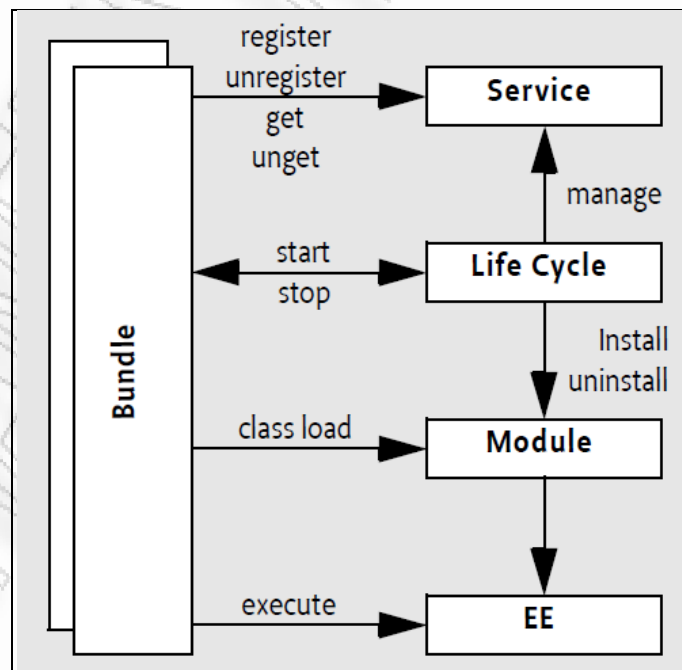 register
unregister
get
unget
Service
manage
start
stop
Life Cycle
Install
uninstall
Bundle
class load
Module
execute
EE